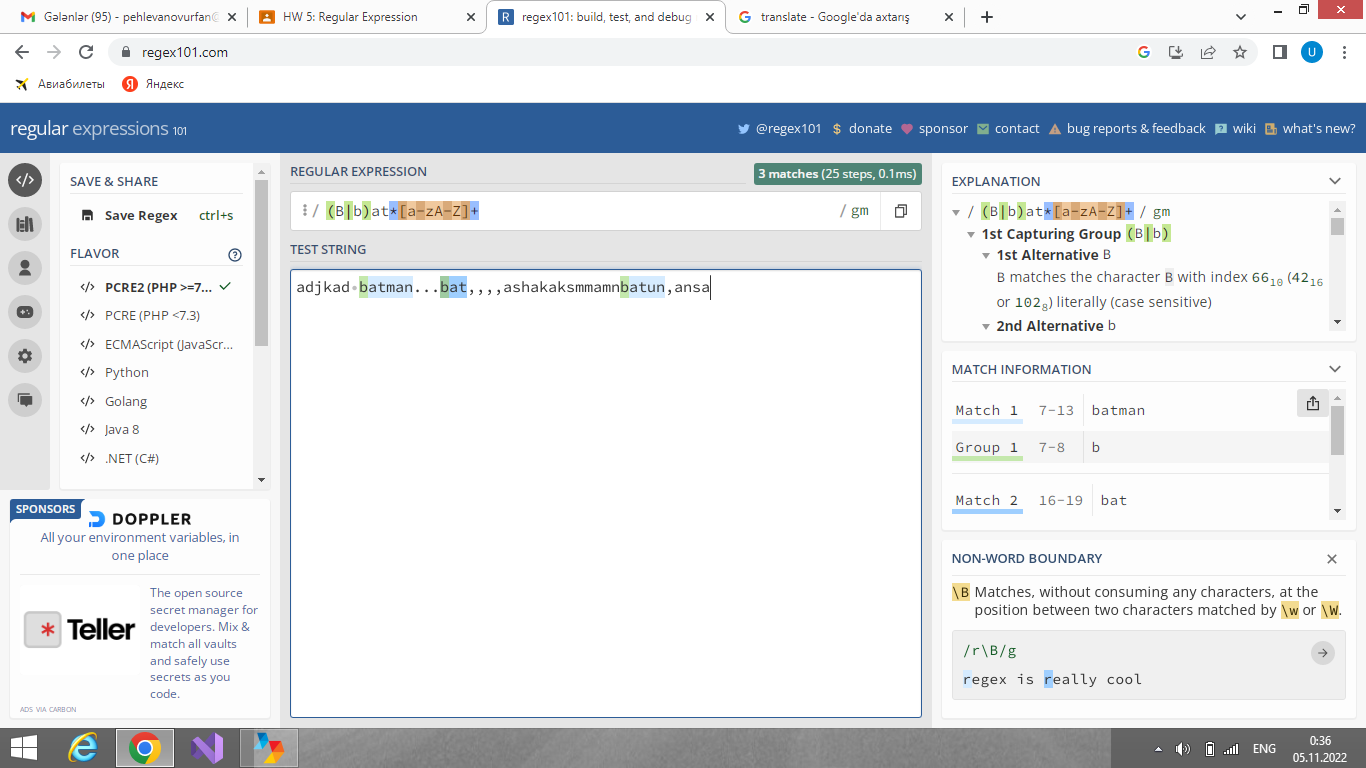 Gələnlər (95) - pehlevanovurfan@
HW 5: Regular Expression
regex101: build, test, and debug
translate - Google'da axtarış
regex101.com
U
Авиабилеты
Яндекс
regular expressions 101
@regex101
$ donate
sponsor
contact
bug reports & feedback
wiki
what's new?
SAVE & SHARE
Save Regex ctrl+s
FLAVOR
</> PCRE2 (PHP >=7...
</> PCRE (PHP <7.3)
</> ECMAScript (JavaScr...
</> Python
</> Golang
</> Java 8
</> .NET (C#)
SPONSORS
DOPPLER
All your environment variables, in
one place
Teller
The open source
secret manager for
developers. Mix &
match all vaults
and safely use
secrets as you
code.
ADS VIA CARBON
REGULAR EXPRESSION
3 matches (25 steps, 0.1ms)
/ (B|b)at*[a-zA-Z]+ / gm
TEST STRING
adjkad batman...bat,,,,ashakaksmmamnbatun,ansa
EXPLANATION
/ (B|b)at*[a-zA-Z]+ / gm
1st Capturing Group (B|b)
1st Alternative B
B matches the character B with index 66₁₀ (42₁₆
or 102₈) literally (case sensitive)
2nd Alternative b
MATCH INFORMATION
Match 1 7-13 batman
Group 1 7-8 b
Match 2 16-19 bat
NON-WORD BOUNDARY
\B Matches, without consuming any characters, at the
position between two characters matched by \w or \W.
/r\B/g
regex is really cool
ENG
0:36
05.11.2022